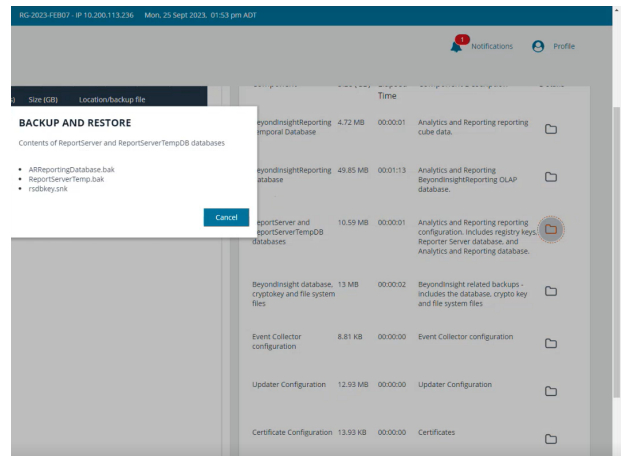 RG-2023-FEB07 - IP 10.200.113.236 Mon, 25 Sept 2023, 01:53 pm ADT
1
Notifications
Profile
Size (GB) Location/backup file
BACKUP AND RESTORE
Contents of ReportServer and ReportServerTempDB databases
ARReportingDatabase.bak
ReportServerTemp.bak
rsdbkey.snk
Cancel
Time
eyondInsightReporting 4.72 MB 00:00:01 Analytics and Reporting reporting
emporal Database cube data.
eyondInsightReporting 49.85 MB 00:01:13 Analytics and Reporting
atabase BeyondInsightReporting OLAP
database.
eportServer and 10.59 MB 00:00:01 Analytics and Reporting reporting
eportServerTempDB configuration. Includes registry keys,
databases Reporter Server database, and
Analytics and Reporting database.
BeyondInsight database, 13 MB 00:00:02 BeyondInsight related backups -
cryptokey and file system includes the database, crypto key
files and file system files
Event Collector 8.81 KB 00:00:00 Event Collector configuration
configuration
Updater Configuration 12.93 MB 00:00:00 Updater Configuration
Certificate Configuration 13.93 KB 00:00:00 Certificates